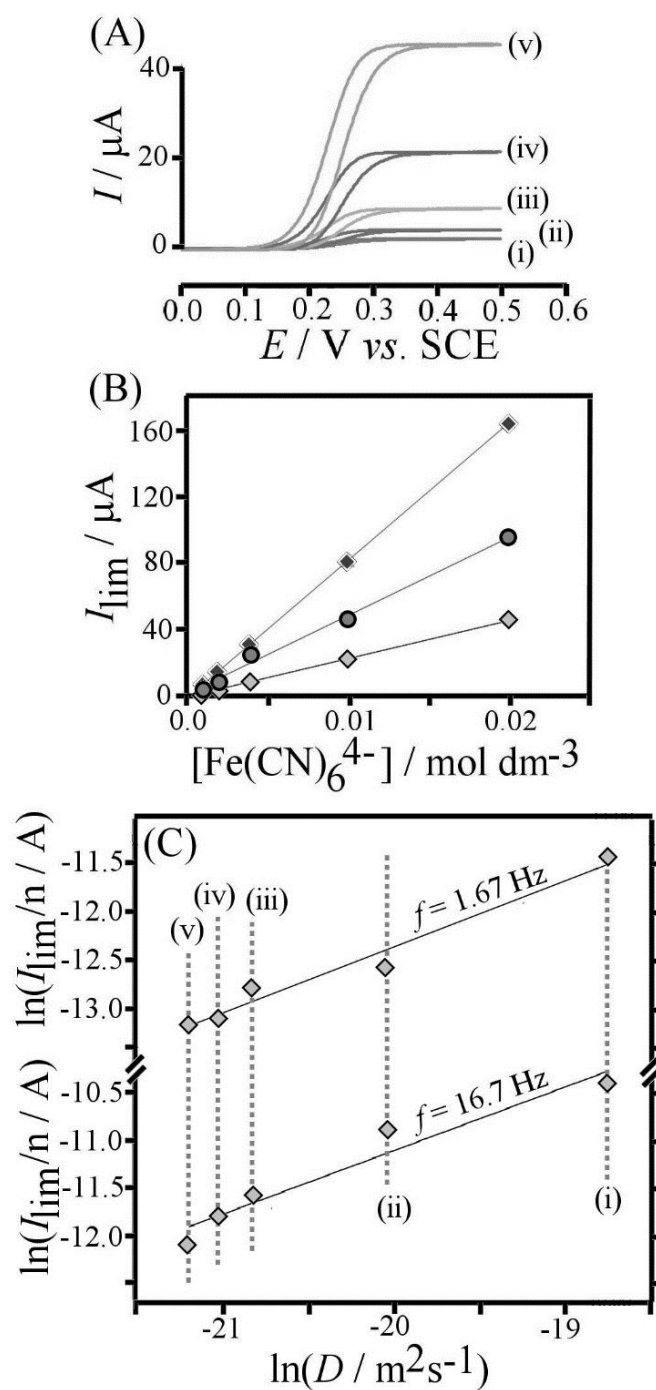 (A)
(v)
40
I / μA
(iv)
20
(iii)
(ii)
0
(i)
0.0 0.1 0.2 0.3 0.4 0.5 0.6
E / V vs. SCE
(B)
160
120
I_lim / μA
80
40
0
0.0 0.01 0.02
[Fe(CN)₆⁴⁻] / mol dm⁻³
(C)
-11.5
f = 1.67 Hz
(iv)
(iii)
-12.0
(v)
ln(I_lim/n / A)
-12.5
-13.0
-10.5
f = 16.7 Hz
-11.0
ln(I_lim/n / A)
-11.5
(ii)
(i)
-12.0
-21 -20 -19
ln(D / m²s⁻¹)